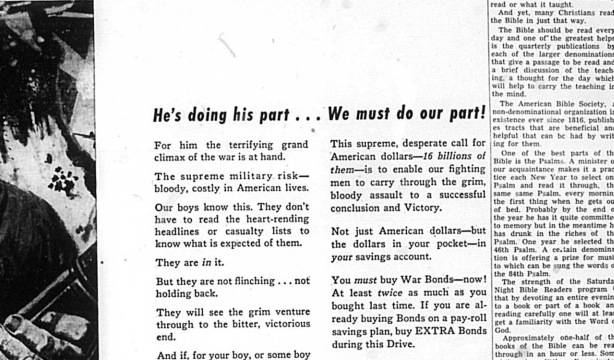 He's doing his part . . . We must do our part!
For him the terrifying grand
climax of the war is at hand.
The supreme military risk—
bloody, costly in American lives.
Our boys know this. They don't
have to read the heart-rending
headlines or casualty lists to
know what is expected of them.
They are in it.
But they are not flinching . . . not
holding back.
They will see the grim venture
through to the bitter, victorious
end.
And if, for your boy, or some boy
This supreme, desperate call for
American dollars—16 billions of
them—is to enable our fighting
men to carry through the grim,
bloody assault to a successful
conclusion and Victory.
Not just American dollars—but
the dollars in your pocket—in
your savings account.
You must buy War Bonds—now!
At least twice as much as you
bought last time. If you are al-
ready buying Bonds on a pay-roll
savings plan, buy EXTRA Bonds
during this Drive.
read or what it taught.
And yet, many Christians read
the Bible in just that way.
The Bible should be read every
day and one of the greatest helps
is the quarterly publications by
each of the larger denominations
that give a passage to be read and
a brief discussion of the teach-
ing, a thought for the day which
will help to carry the teaching in
the mind.
The American Bible Society,
non-denominational organization
existence ever since 1816, publish
es tracts that are beneficial and
helpful that can be had by writ
ing for them.
One of the best parts of the
Bible is the Psalms. A minister o
our acquaintance makes it a prac
tice each New Year to select on
Psalm and read it through, th
same same Psalm, every mornin
the first thing when he gets ou
of bed. Probably by the end o
the year he has it quite committe
to memory but in the meantime h
has drunk in the riches of th
Psalm. One year he selected th
46th Psalm. A certain denomina
tion is offering a prize for musi
to which can be sung the words o
the 84th Psalm.
The strength of the Saturda
Night Bible Readers program
that by devoting an entire evening
to a book or part of a book an
reading carefully one will at leas
get a familiarity with the Word o
God.
Approximately one-half of th
books of the Bible can be rea
through in an hour or less. Som